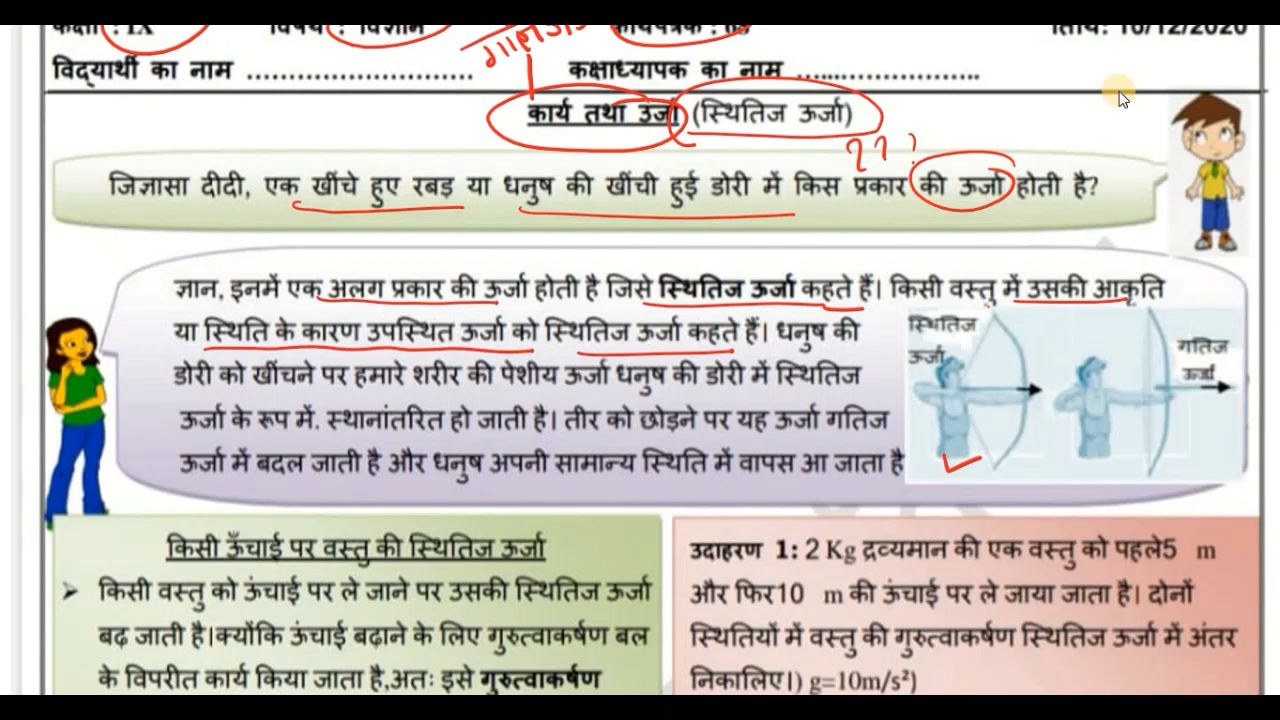 कक्षा : IX विषय : विज्ञान कार्यपत्रक : तिथि: 16/12/2020
विद्यार्थी का नाम ............................ कक्षाध्यापक का नाम .......................
कार्य तथा उर्जा (स्थितिज ऊर्जा)
???
जिज्ञासा दीदी, एक खींचे हुए रबड़ या धनुष की खींची हुई डोरी में किस प्रकार की ऊर्जा होती है?
ज्ञान, इनमें एक अलग प्रकार की ऊर्जा होती है जिसे स्थितिज ऊर्जा कहते हैं। किसी वस्तु में उसकी आकृति
या स्थिति के कारण उपस्थित ऊर्जा को स्थितिज ऊर्जा कहते हैं। धनुष की
डोरी को खींचने पर हमारे शरीर की पेशीय ऊर्जा धनुष की डोरी में स्थितिज
ऊर्जा के रूप में. स्थानांतरित हो जाती है। तीर को छोड़ने पर यह ऊर्जा गतिज
ऊर्जा में बदल जाती है और धनुष अपनी सामान्य स्थिति में वापस आ जाता है
स्थितिज
ऊर्जा
गतिज
ऊर्जा
किसी ऊँचाई पर वस्तु की स्थितिज ऊर्जा
➤ किसी वस्तु को ऊंचाई पर ले जाने पर उसकी स्थितिज ऊर्जा
बढ़ जाती है।क्योंकि ऊंचाई बढ़ाने के लिए गुरुत्वाकर्षण बल
के विपरीत कार्य किया जाता है,अतः इसे गुरुत्वाकर्षण
उदाहरण 1: 2 Kg द्रव्यमान की एक वस्तु को पहले5 m
और फिर10 m की ऊंचाई पर ले जाया जाता है। दोनों
स्थितियों में वस्तु की गुरुत्वाकर्षण स्थितिज ऊर्जा में अंतर
निकालिए।) g=10m/s²)